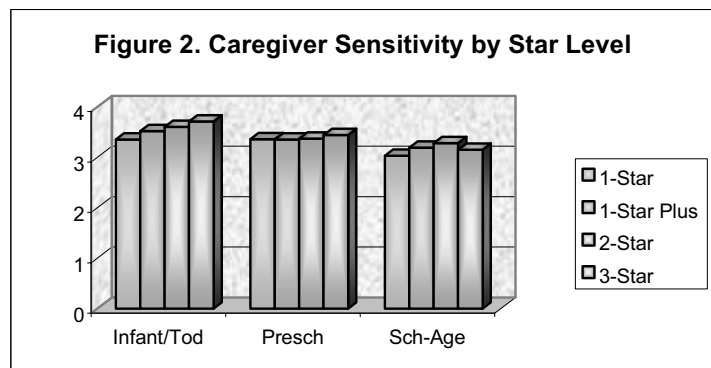 Figure 2. Caregiver Sensitivity by Star Level
4
3
2
1
0
Infant/Tod Presch Sch-Age
1-Star
1-Star Plus
2-Star
3-Star